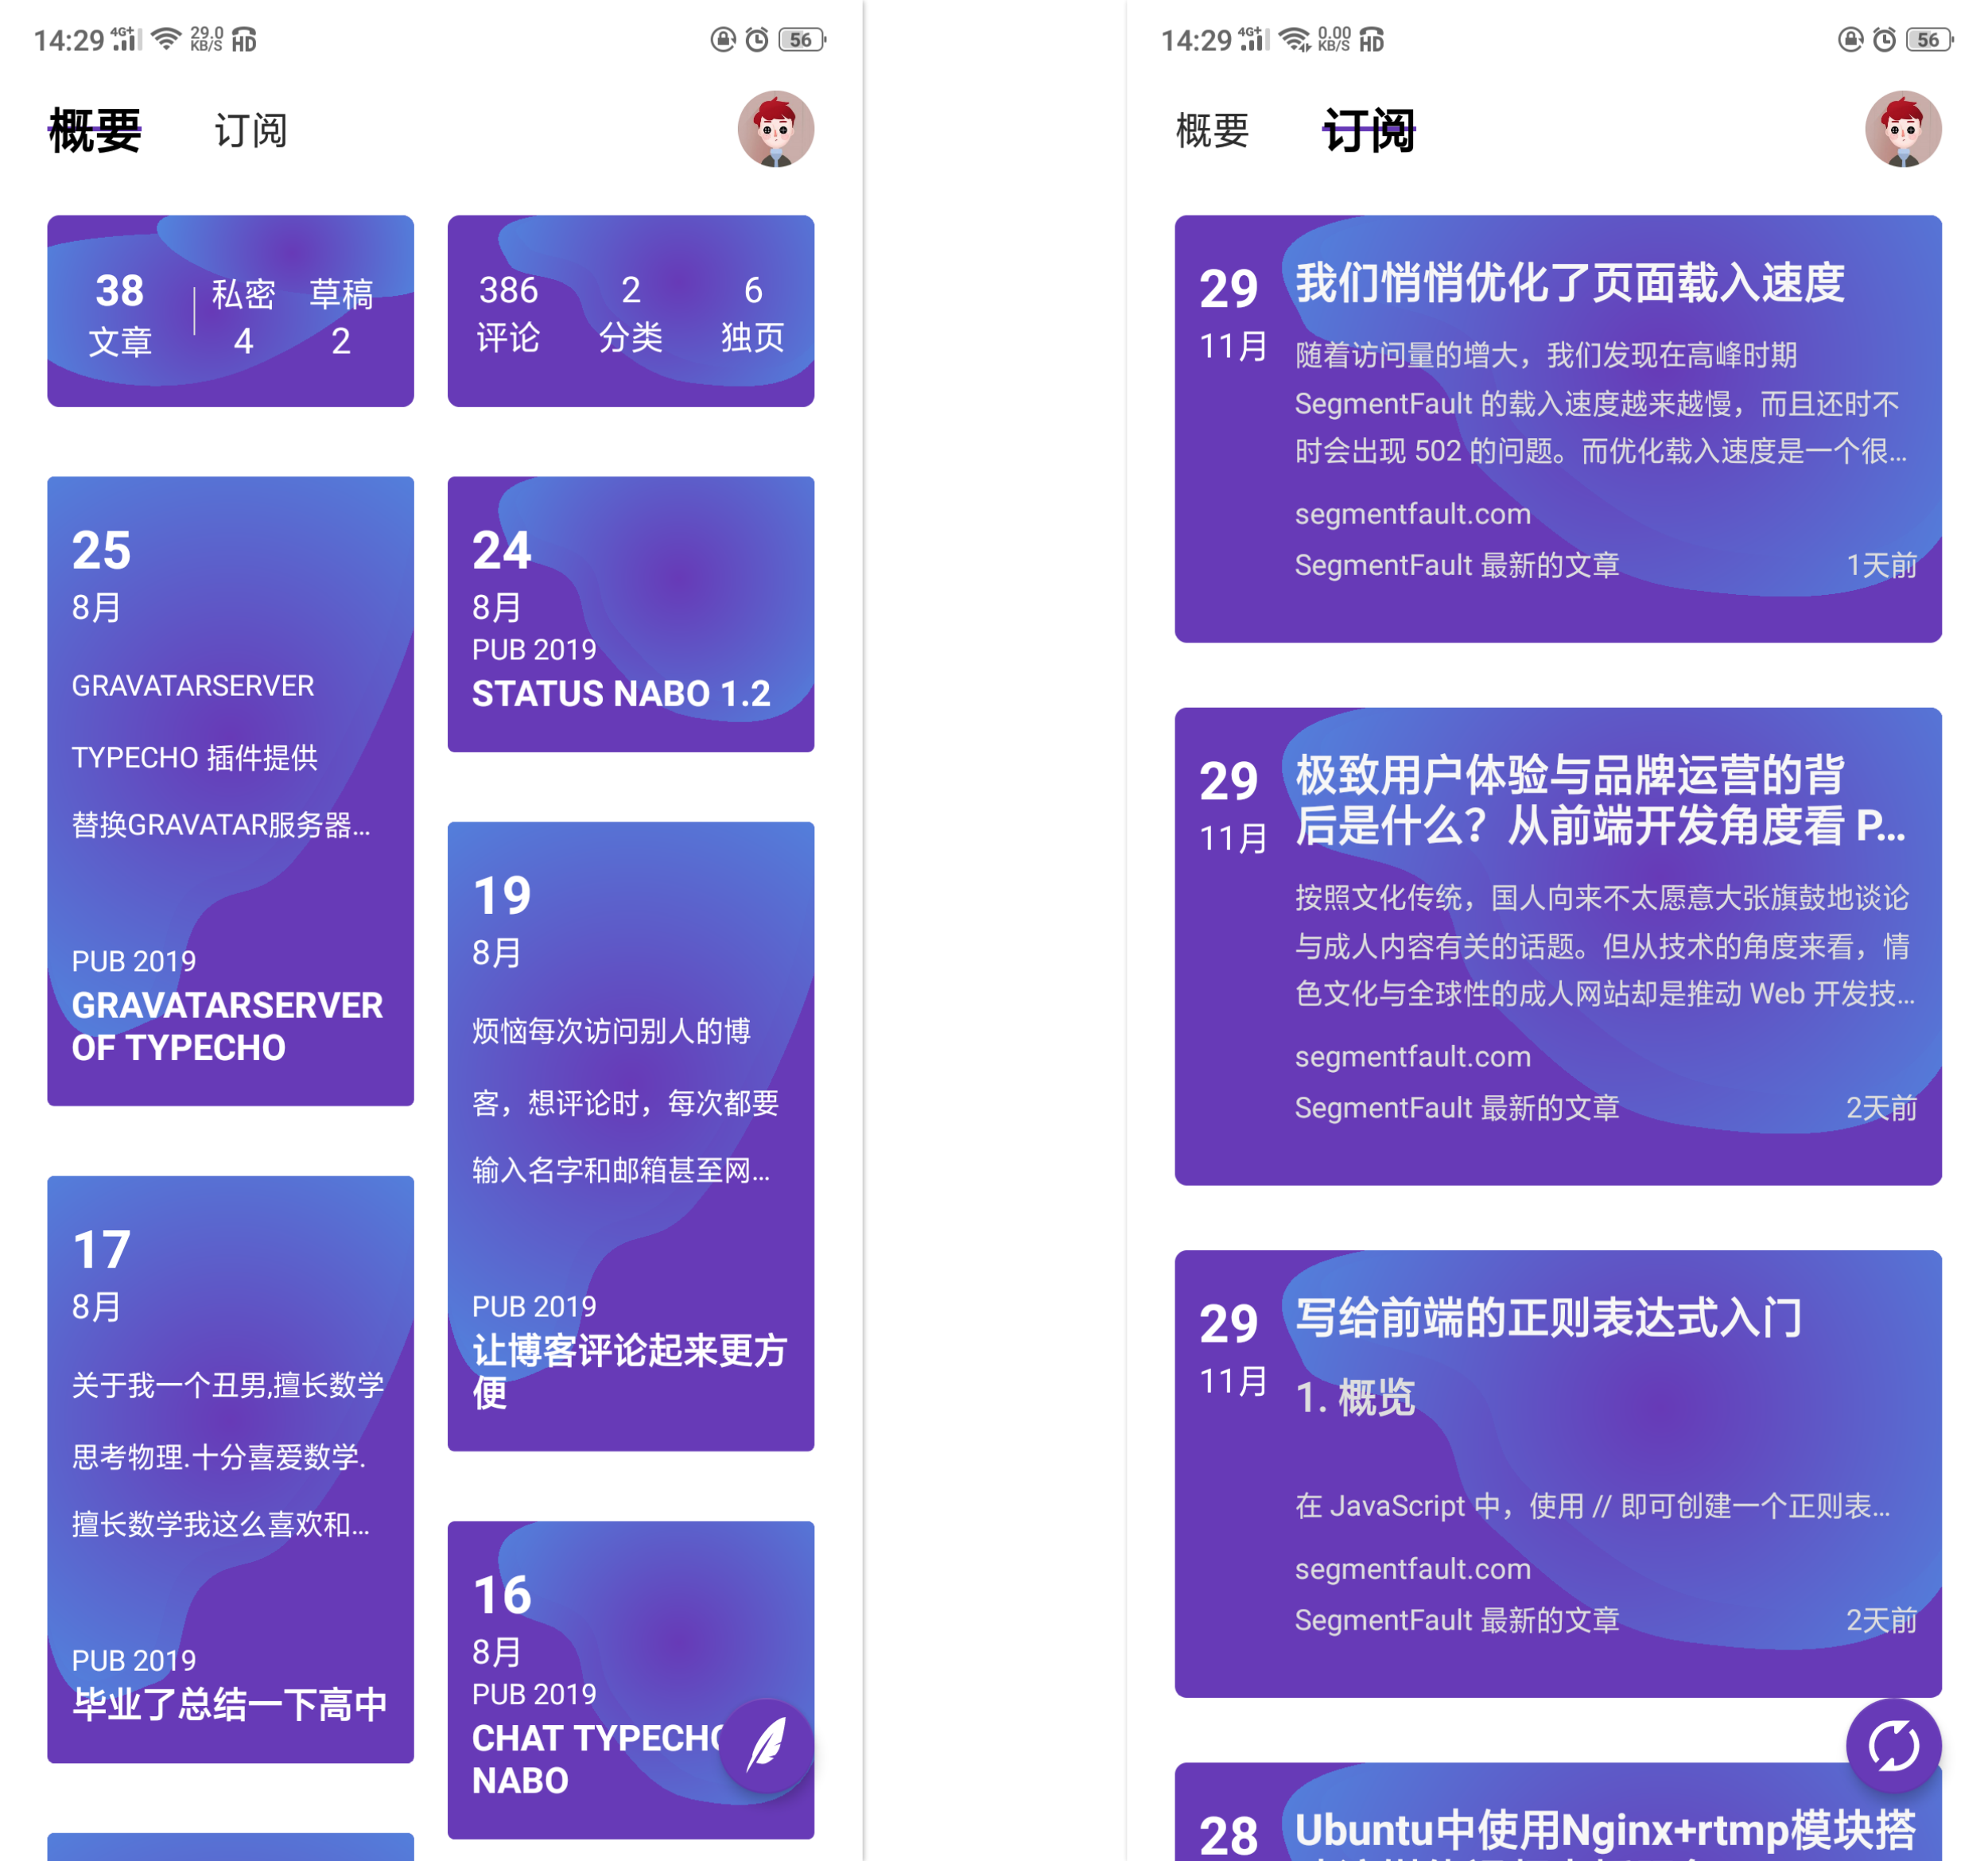 14:29 4G+ 29.0 KB/S HD 56
概要 订阅
38 私密 草稿
文章 4 2
386 2 6
评论 分类 独页
25
8月
GRAVATARSERVER
TYPECHO 插件提供
替换GRAVATAR服务器...
PUB 2019
GRAVATARSERVER
OF TYPECHO
17
8月
关于我一个丑男,擅长数学
思考物理.十分喜爱数学.
擅长数学我这么喜欢和...
PUB 2019
毕业了总结一下高中
24
8月
PUB 2019
STATUS NABO 1.2
19
8月
烦恼每次访问别人的博
客，想评论时，每次都要
输入名字和邮箱甚至网...
PUB 2019
让博客评论起来更方
便
16
8月
PUB 2019
CHAT TYPECHO
NABO
14:29 4G+ 0.00 KB/S HD 56
概要 订阅
29
11月
我们悄悄优化了页面载入速度
随着访问量的增大，我们发现在高峰时期
SegmentFault 的载入速度越来越慢，而且还时不
时会出现 502 的问题。而优化载入速度是一个很...
segmentfault.com
SegmentFault 最新的文章 1天前
29
11月
极致用户体验与品牌运营的背
后是什么？从前端开发角度看 P...
按照文化传统，国人向来不太愿意大张旗鼓地谈论
与成人内容有关的话题。但从技术的角度来看，情
色文化与全球性的成人网站却是推动 Web 开发技...
segmentfault.com
SegmentFault 最新的文章 2天前
29
11月
写给前端的正则表达式入门
1. 概览
在 JavaScript 中，使用 // 即可创建一个正则表...
segmentfault.com
SegmentFault 最新的文章 2天前
28
Ubuntu中使用Nginx+rtmp模块搭